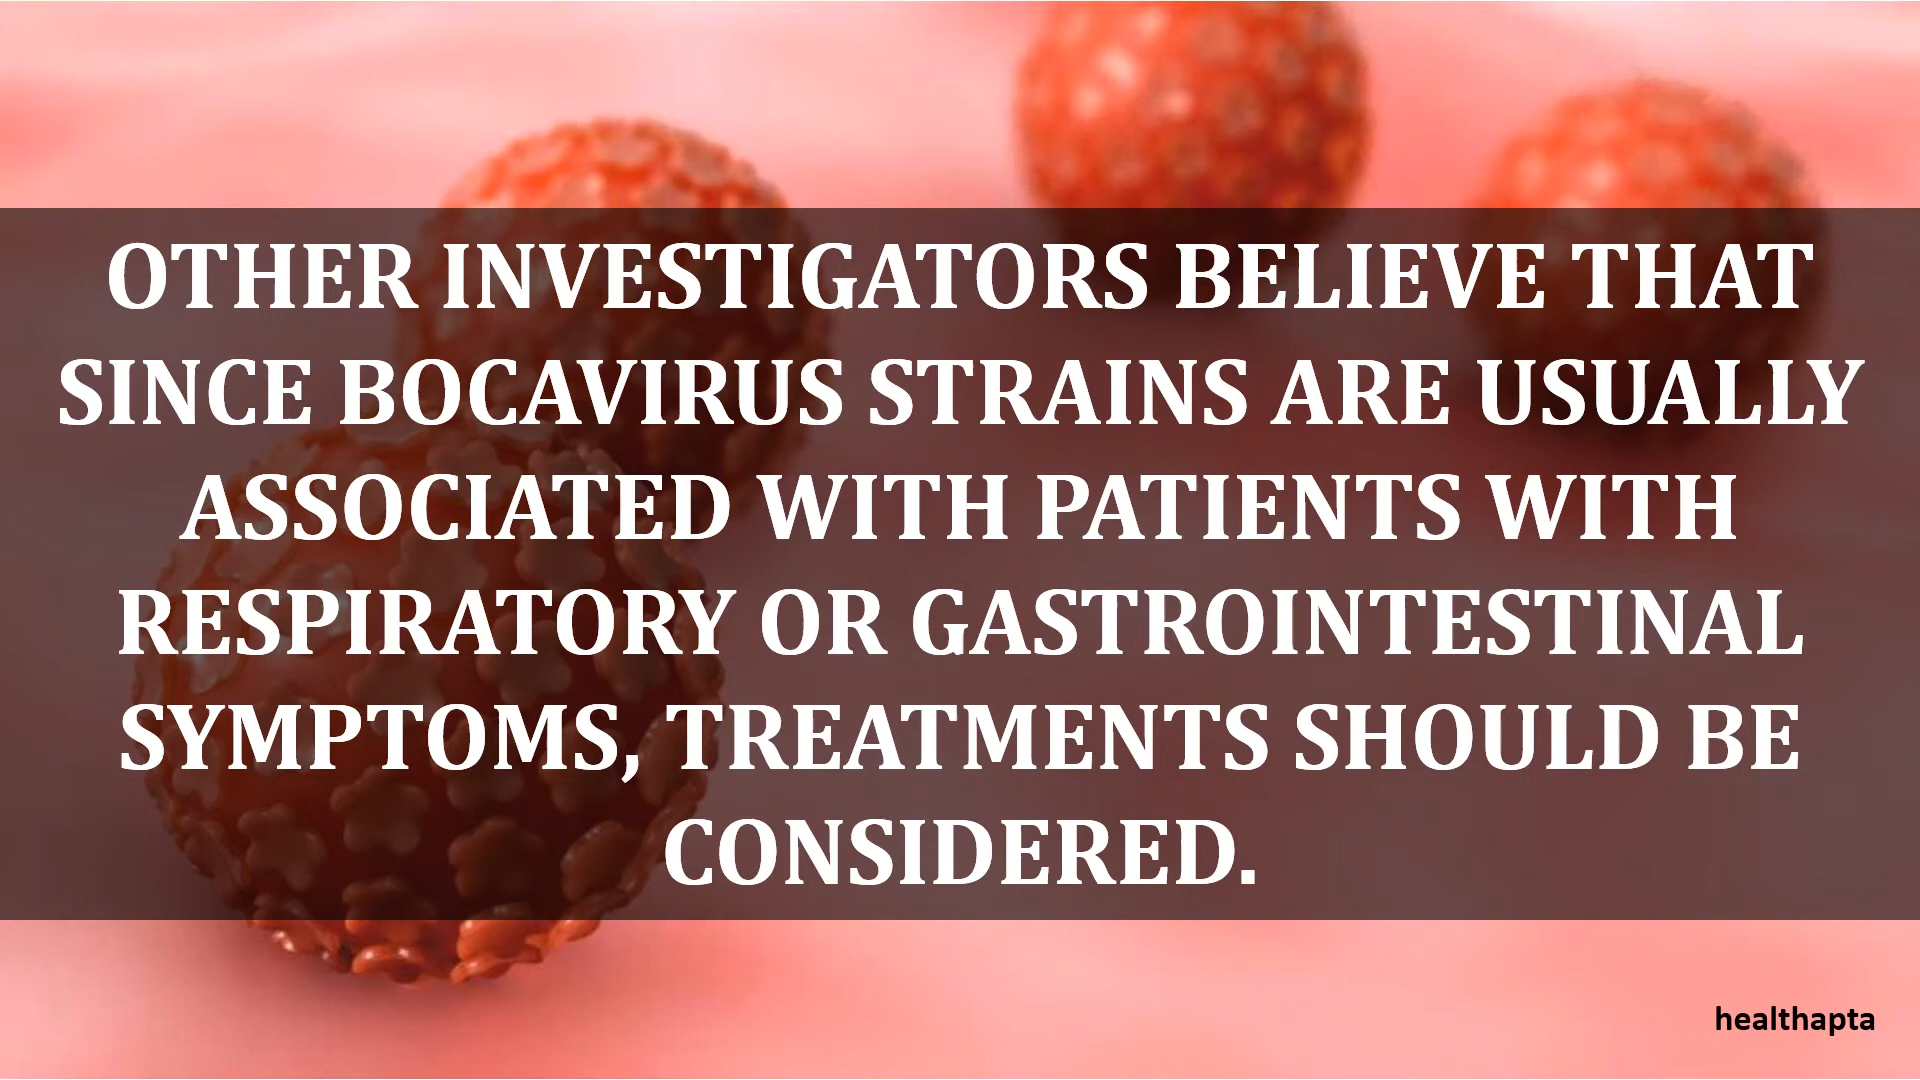 OTHER INVESTIGATORS BELIEVE THAT
SINCE BOCAVIRUS STRAINS ARE USUALLY
ASSOCIATED WITH PATIENTS WITH
RESPIRATORY OR GASTROINTESTINAL
SYMPTOMS, TREATMENTS SHOULD BE
CONSIDERED.
healthapta